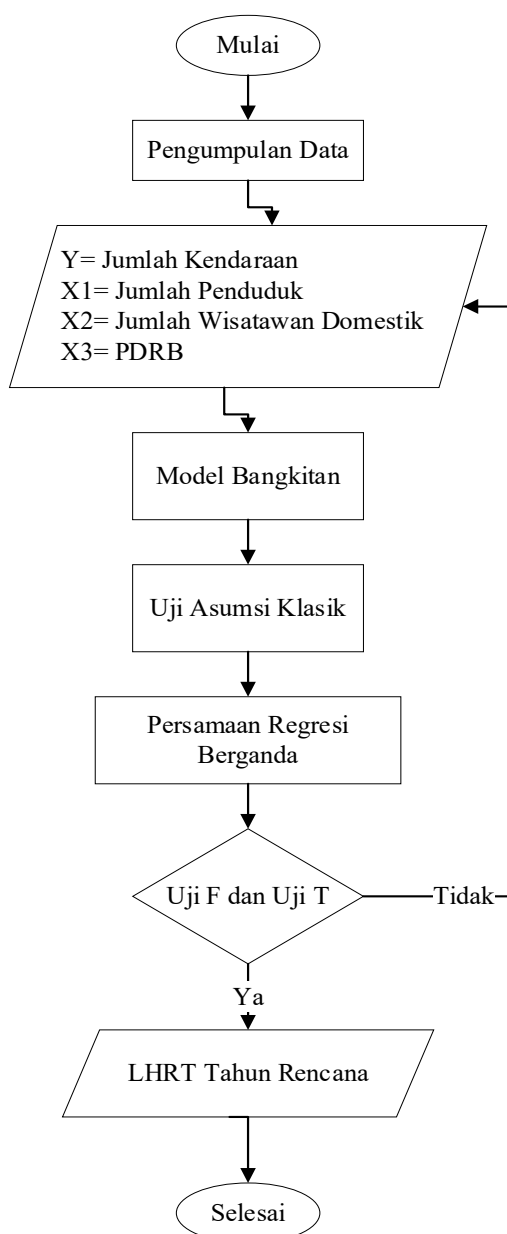 Mulai
Pengumpulan Data
Y= Jumlah Kendaraan
X1= Jumlah Penduduk
X2= Jumlah Wisatawan Domestik
X3= PDRB
Model Bangkitan
Uji Asumsi Klasik
Persamaan Regresi
Berganda
Uji F dan Uji T
Tidak
Ya
LHRT Tahun Rencana
Selesai